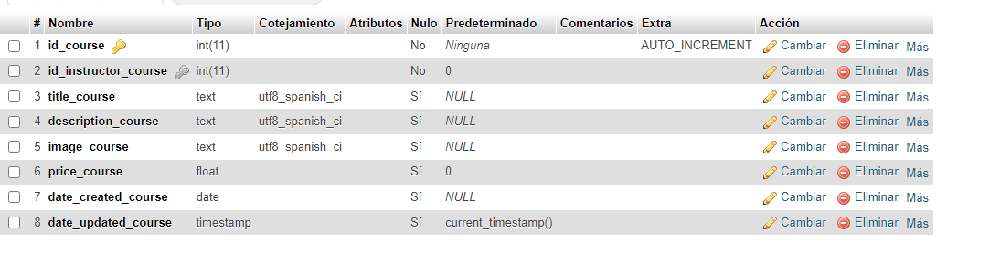 # Nombre Tipo Cotejamiento Atributos Nulo Predeterminado Comentarios Extra Acción
1 id_course int(11) No Ninguna AUTO_INCREMENT Cambiar Eliminar Más
2 id_instructor_course int(11) No 0 Cambiar Eliminar Más
3 title_course text utf8_spanish_ci Sí NULL Cambiar Eliminar Más
4 description_course text utf8_spanish_ci Sí NULL Cambiar Eliminar Más
5 image_course text utf8_spanish_ci Sí NULL Cambiar Eliminar Más
6 price_course float Sí 0 Cambiar Eliminar Más
7 date_created_course date Sí NULL Cambiar Eliminar Más
8 date_updated_course timestamp Sí current_timestamp() Cambiar Eliminar Más